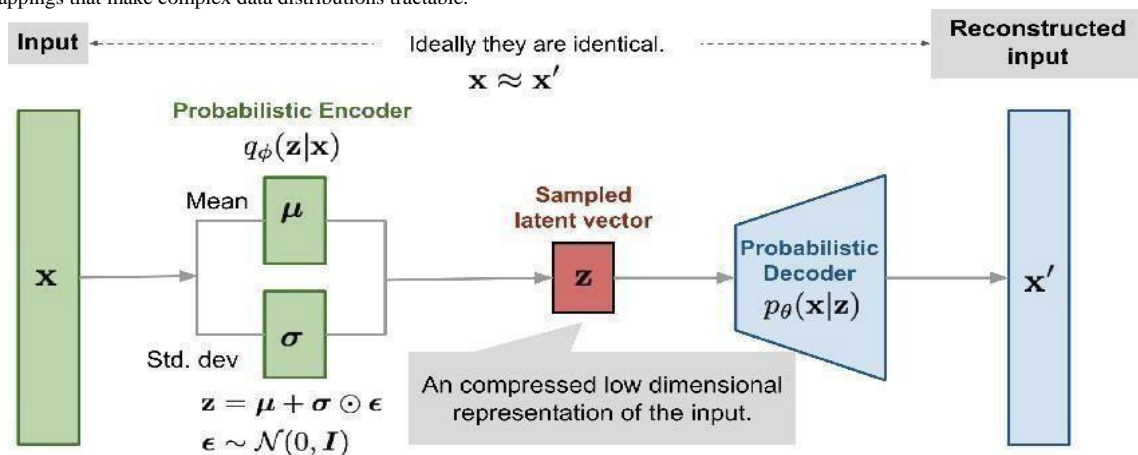 mappings that make complex data distributions tractable.
Input
Ideally they are identical.
x ≈ x′
Reconstructed
input
Probabilistic Encoder
qϕ(z|x)
Mean
μ
x
σ
Std. dev
z = μ + σ ⊙ ϵ
ϵ ∼ N(0, I)
Sampled
latent vector
z
An compressed low dimensional
representation of the input.
Probabilistic
Decoder
pθ(x|z)
x′